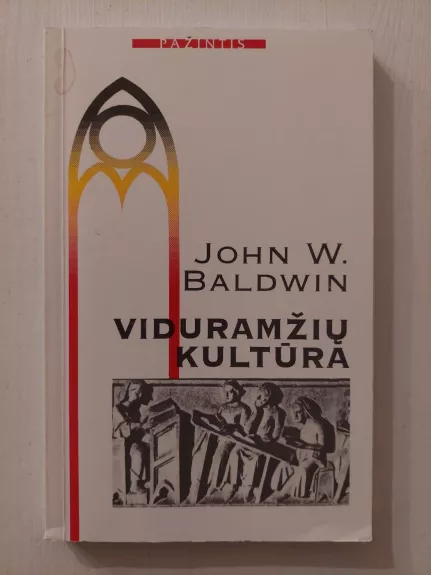 PAŽINTIS
JOHN W.
BALDWIN
VIDURAMŽIŲ
KULTŪRA